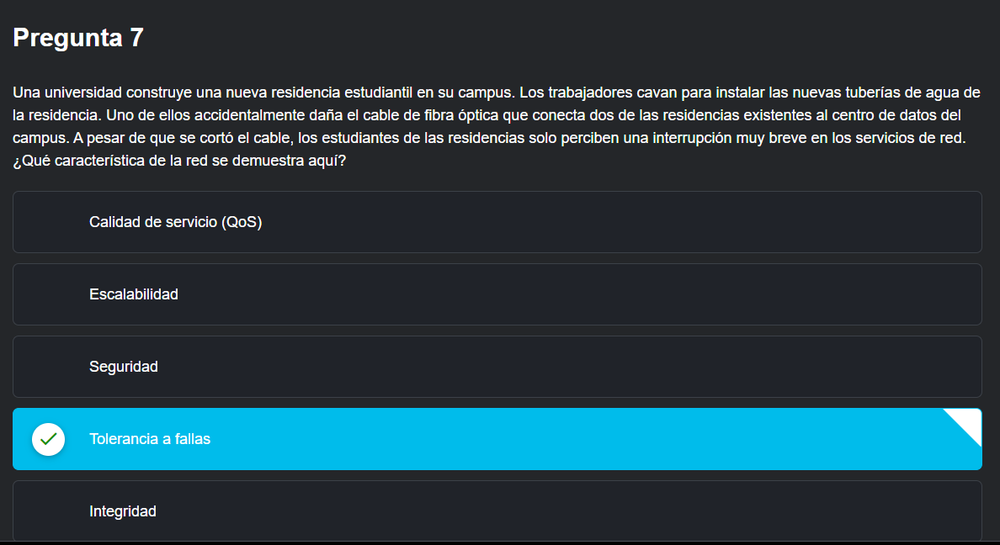 Pregunta 7
Una universidad construye una nueva residencia estudiantil en su campus. Los trabajadores cavan para instalar las nuevas tuberías de agua de
la residencia. Uno de ellos accidentalmente daña el cable de fibra óptica que conecta dos de las residencias existentes al centro de datos del
campus. A pesar de que se cortó el cable, los estudiantes de las residencias solo perciben una interrupción muy breve en los servicios de red.
¿Qué característica de la red se demuestra aquí?
Calidad de servicio (QoS)
Escalabilidad
Seguridad
Tolerancia a fallas
Integridad